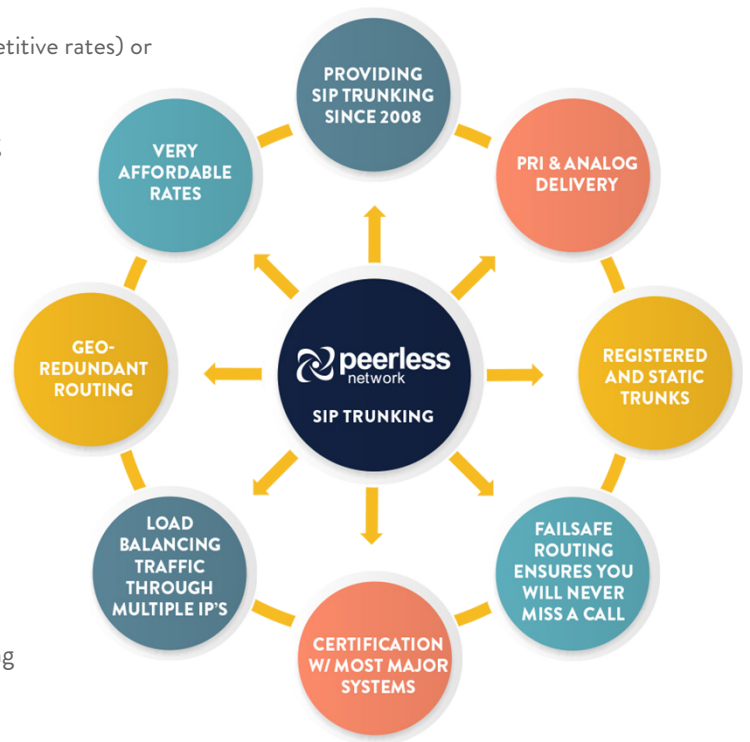 etitive rates) or
PROVIDING
SIP TRUNKING
SINCE 2008
VERY
AFFORDABLE
RATES
PRI & ANALOG
DELIVERY
GEO-
REDUNDANT
ROUTING
peerless
network
SIP TRUNKING
REGISTERED
AND STATIC
TRUNKS
LOAD
BALANCING
TRAFFIC
THROUGH
MULTIPLE IP'S
FAILSAFE
ROUTING
ENSURES YOU
WILL NEVER
MISS A CALL
CERTIFICATION
W/ MOST MAJOR
SYSTEMS